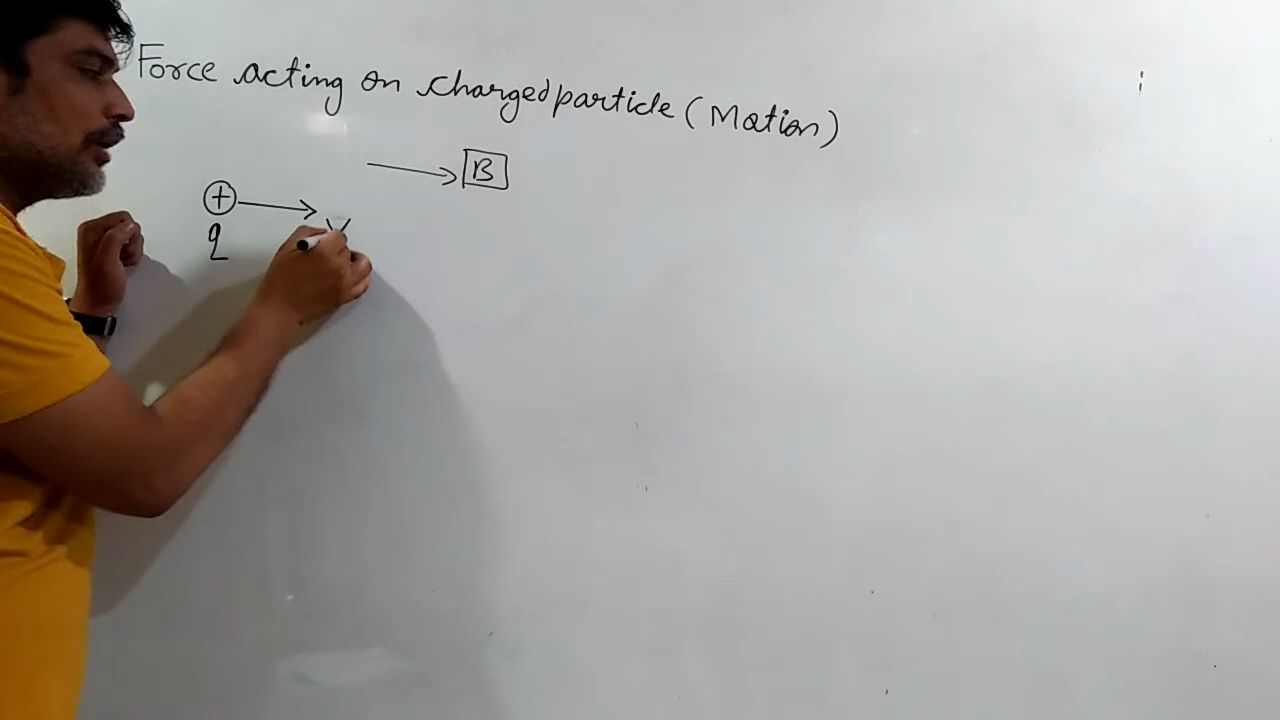 Force acting on charged particle (Motion)
B
+
q
V